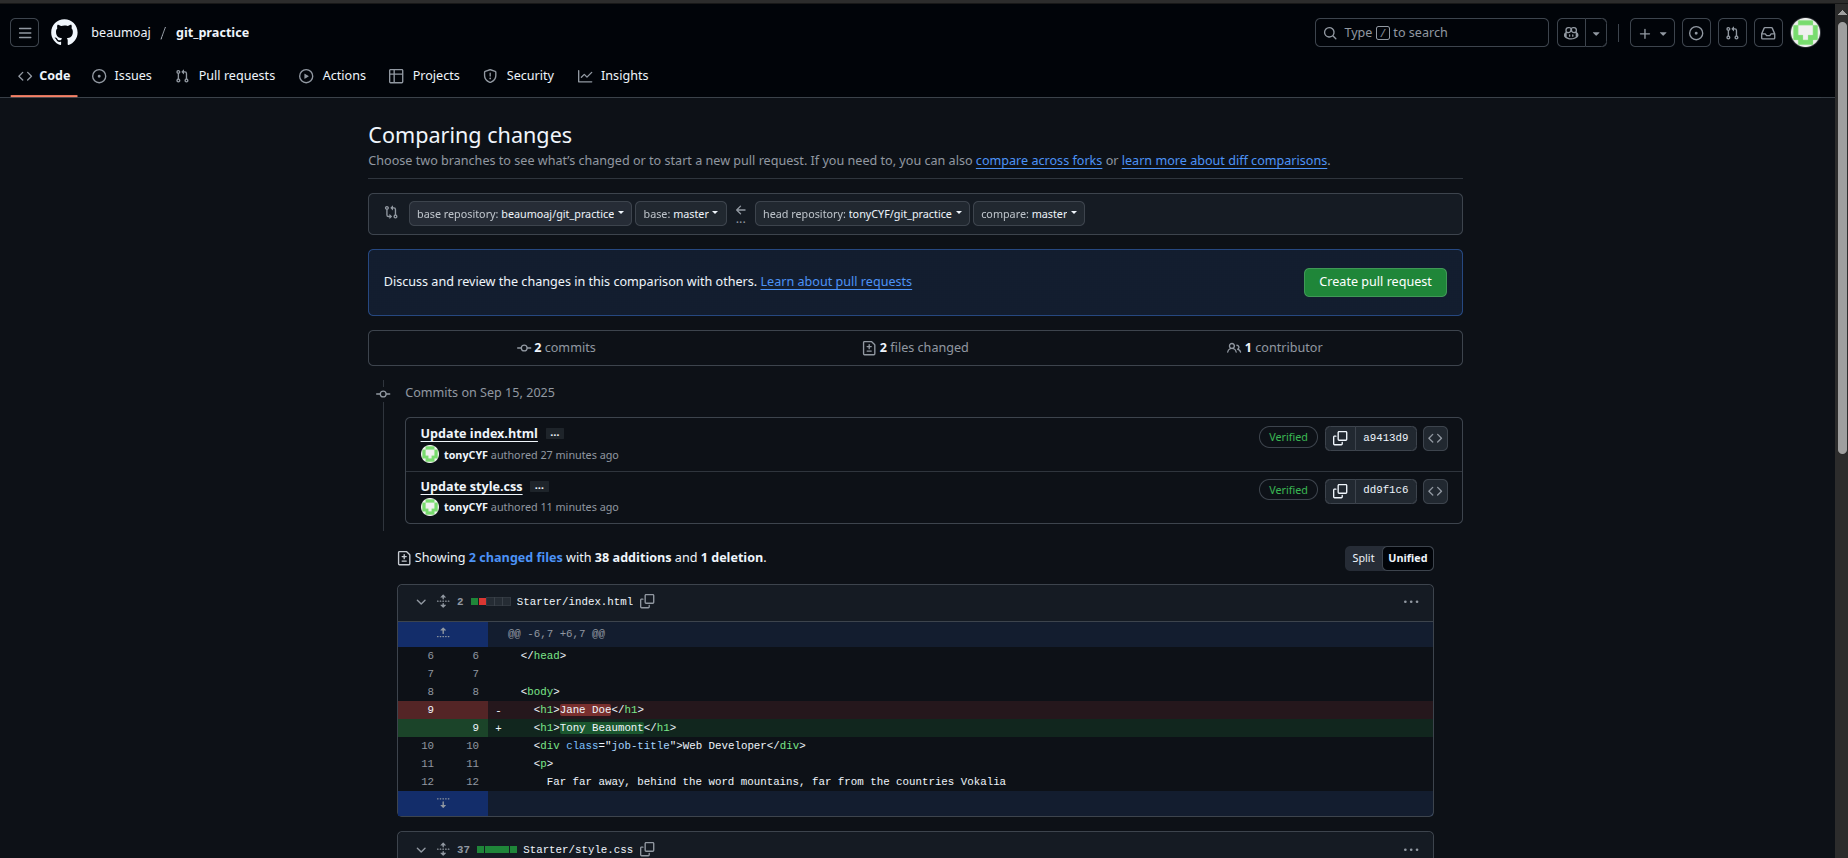 beaumoaj / git_practice
Type / to search
Code Issues Pull requests Actions Projects Security Insights
Comparing changes
Choose two branches to see what's changed or to start a new pull request. If you need to, you can also compare across forks or learn more about diff comparisons.
base repository: beaumoaj/git_practice base: master ... head repository: tonyCYF/git_practice compare: master
Discuss and review the changes in this comparison with others. Learn about pull requests Create pull request
2 commits 2 files changed 1 contributor
Commits on Sep 15, 2025
Update index.html ... Verified a9413d9
tonyCYF authored 27 minutes ago
Update style.css ... Verified dd9f1c6
tonyCYF authored 11 minutes ago
Showing 2 changed files with 38 additions and 1 deletion. Split Unified
2 Starter/index.html
@@ -6,7 +6,7 @@
6 6 </head>
7 7
8 8 <body>
9 - <h1>Jane Doe</h1>
9 + <h1>Tony Beaumont</h1>
10 10 <div class="job-title">Web Developer</div>
11 11 <p>
12 12 Far far away, behind the word mountains, far from the countries Vokalia
37 Starter/style.css